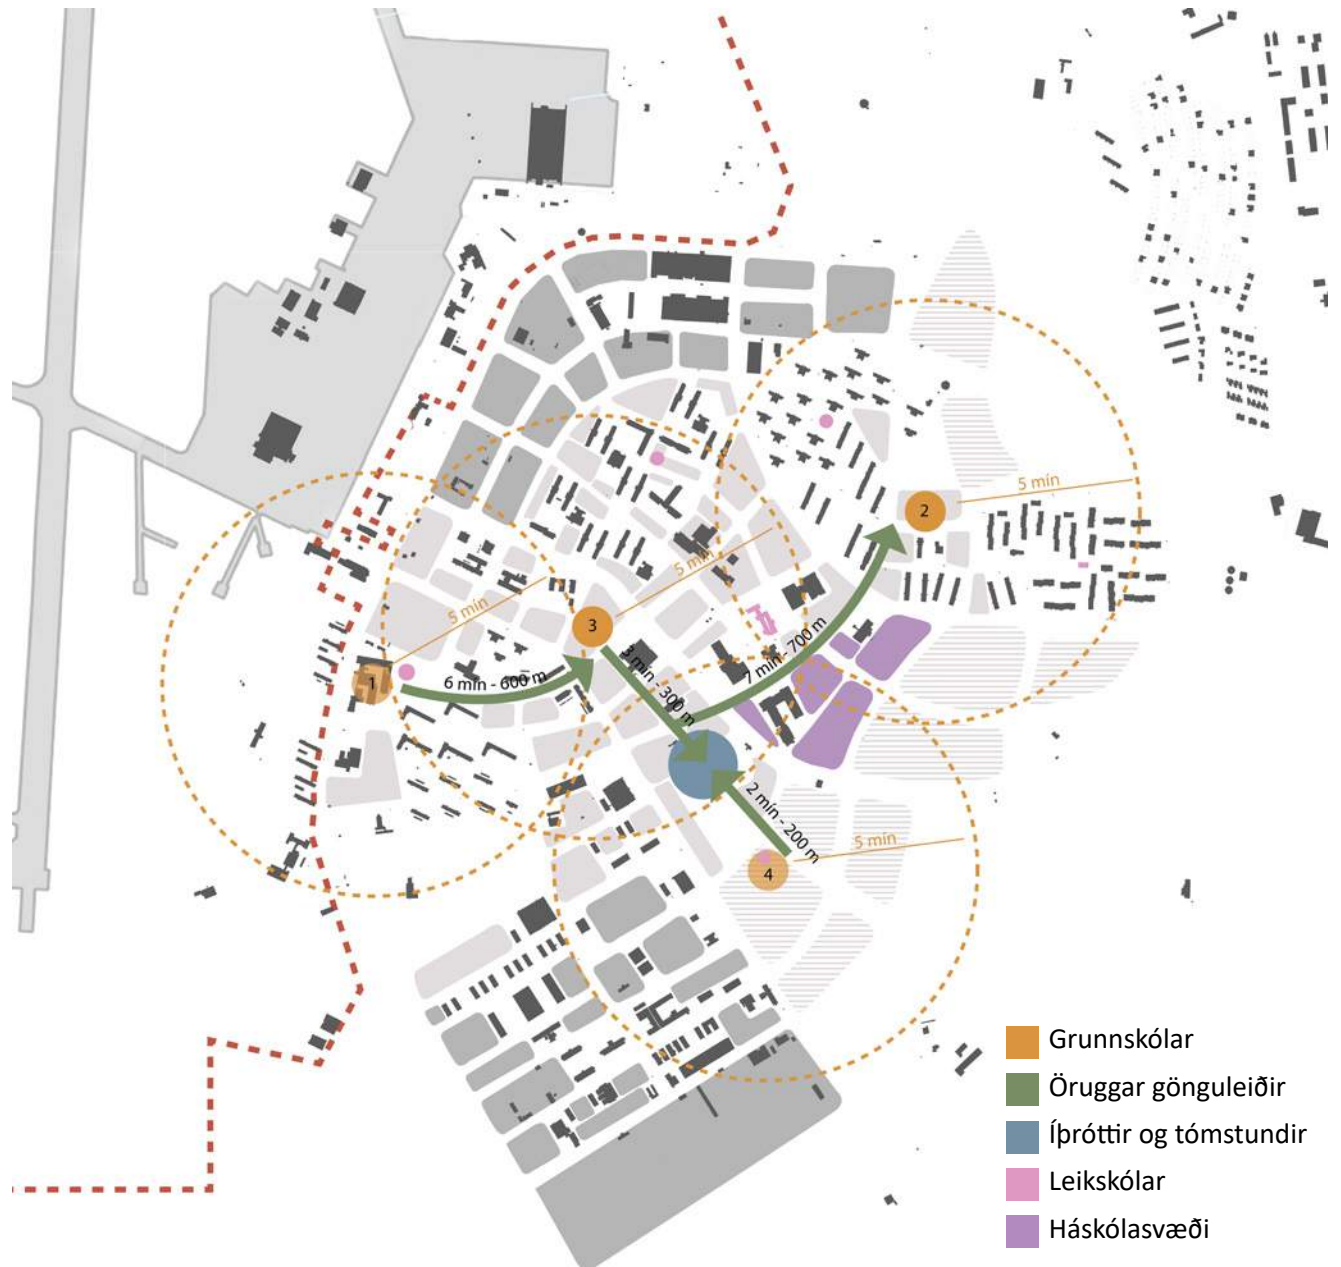 5 mín
2
5 mín
5 mín
3
3 mín - 300 m
7 mín - 700 m
1
6 mín - 600 m
2 mín - 200 m
5 mín
4
Grunnskólar
Öruggar gönguleiðir
Íþróttir og tómstundir
Leikskólar
Háskólasvæði